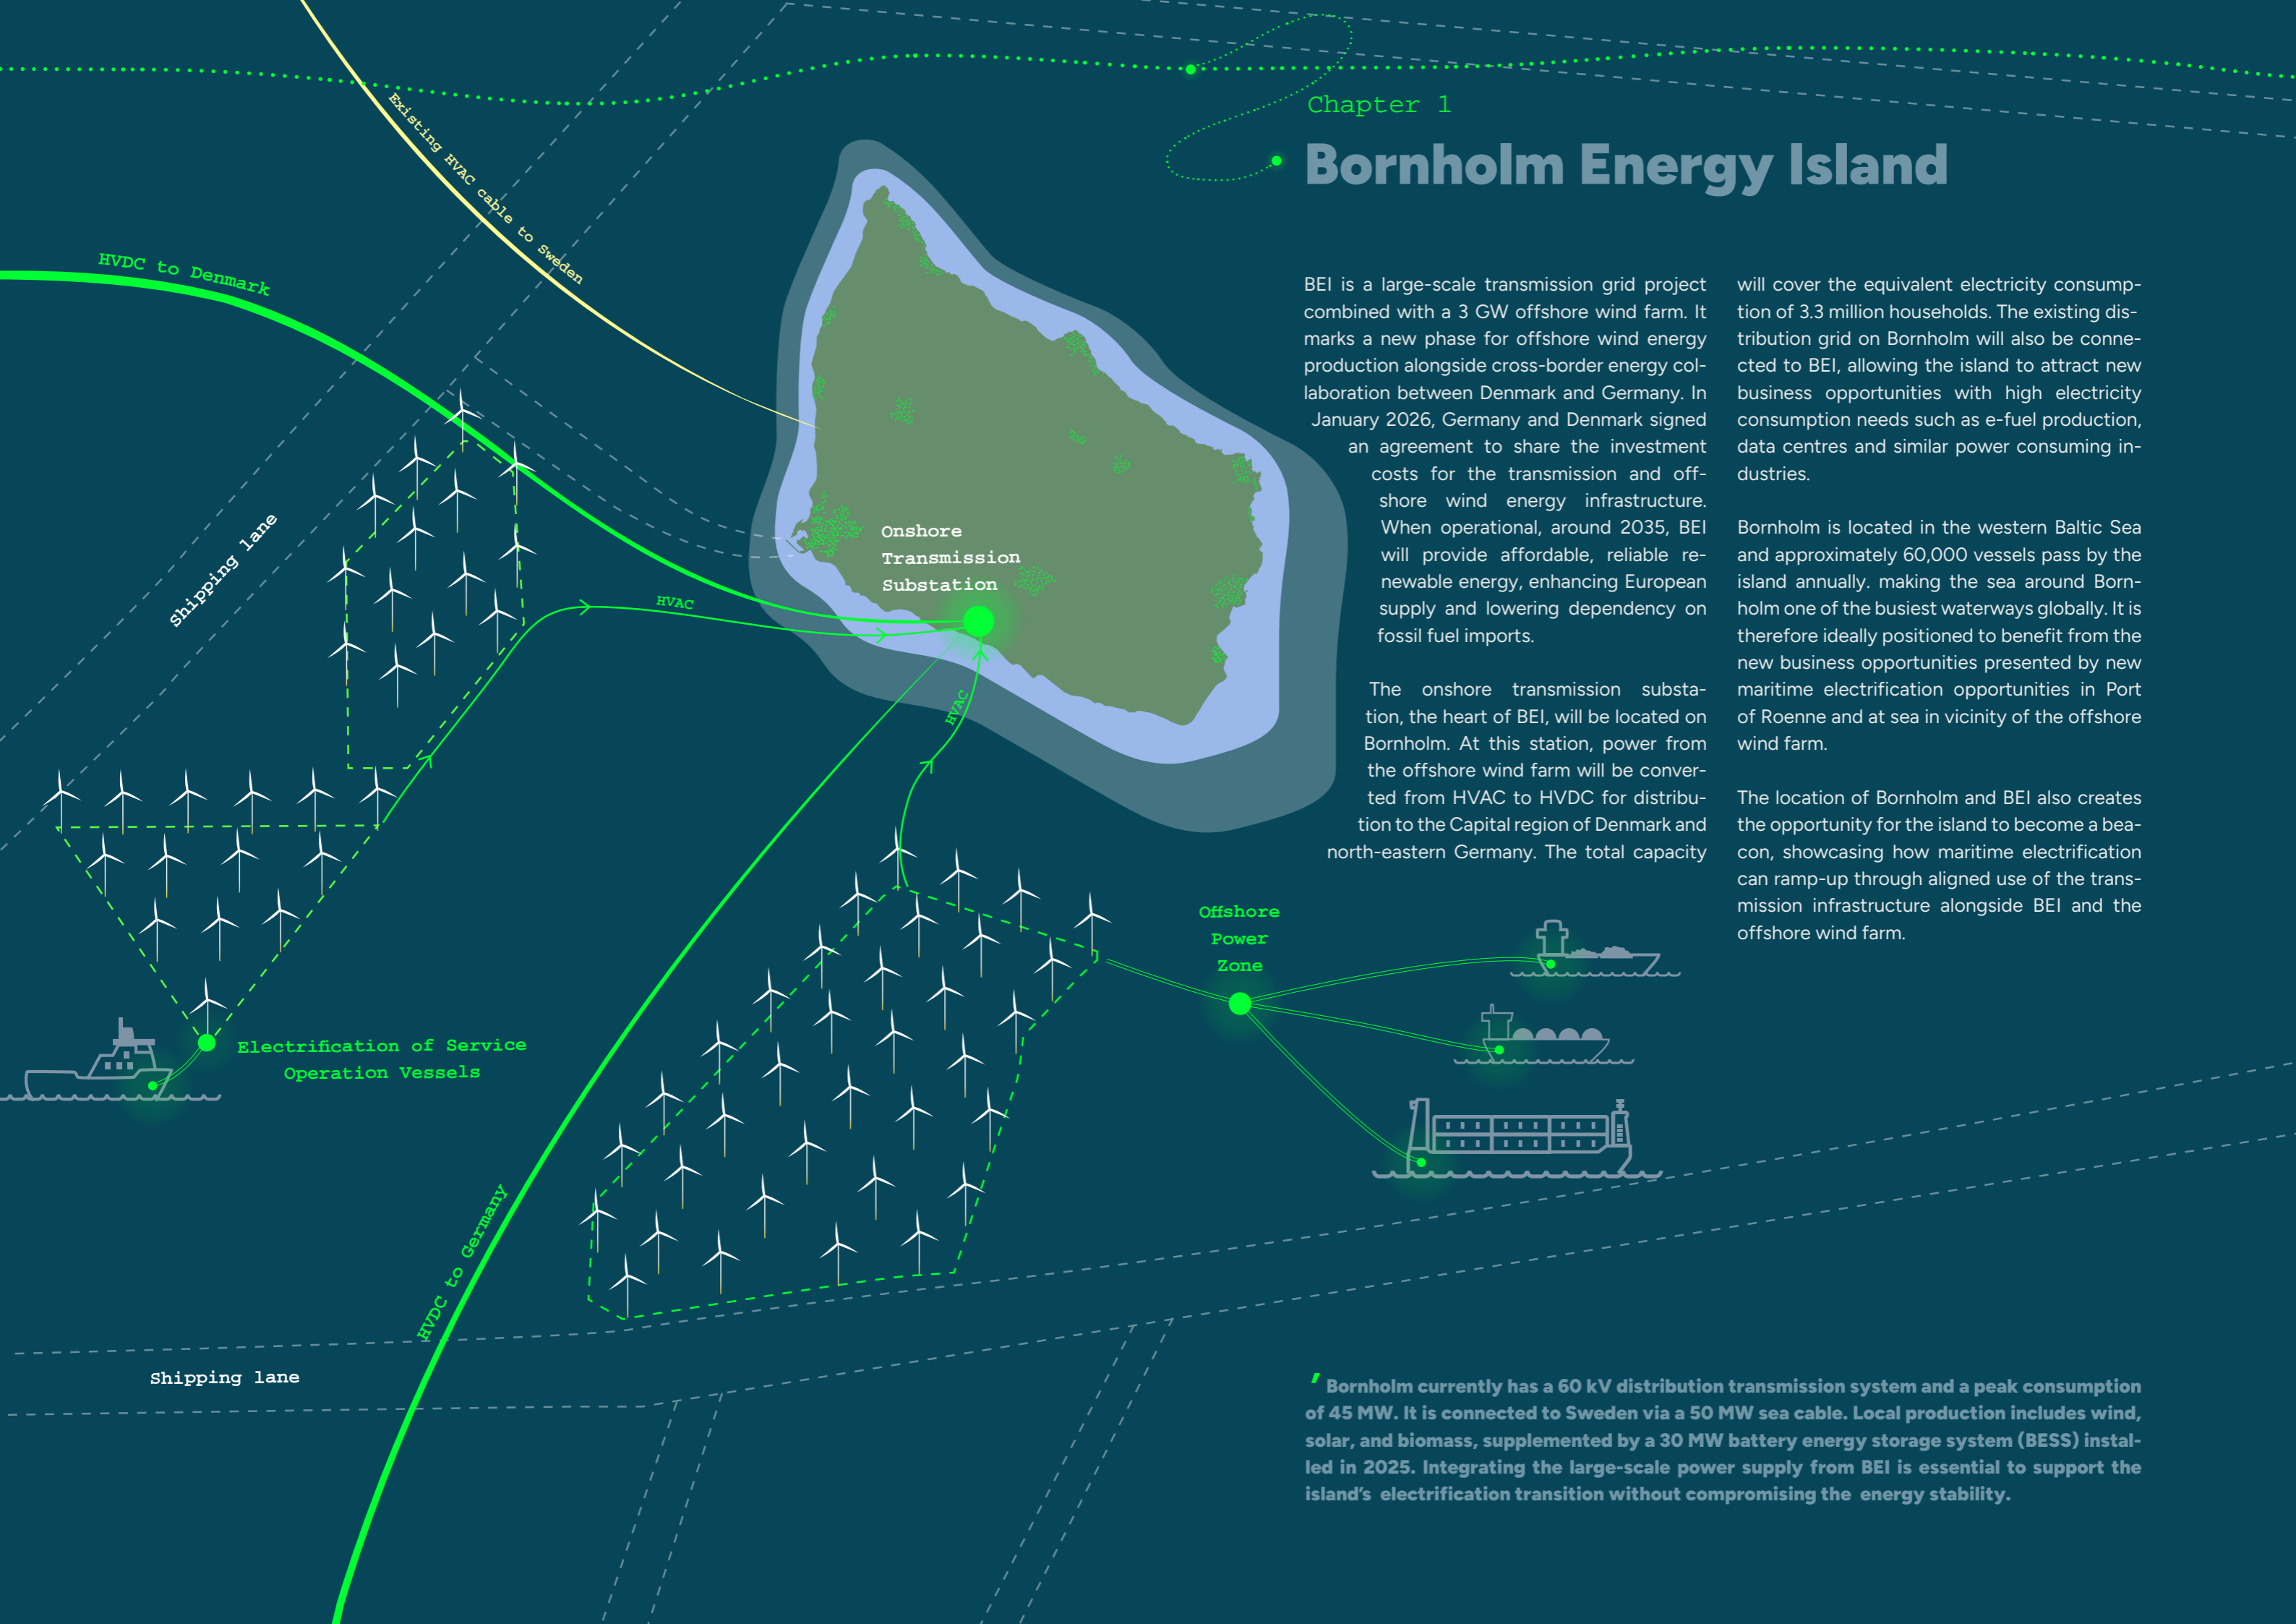 Chapter 1
Bornholm Energy Island
Existing HVAC cable to Sweden
HVDC to Denmark
Shipping lane
HVAC
Onshore
Transmission
Substation
HVAC
BEI is a large-scale transmission grid project
combined with a 3 GW offshore wind farm. It
marks a new phase for offshore wind energy
production alongside cross-border energy col-
laboration between Denmark and Germany. In
January 2026, Germany and Denmark signed
an agreement to share the investment
costs for the transmission and off-
shore wind energy infrastructure.
When operational, around 2035, BEI
will provide affordable, reliable re-
newable energy, enhancing European
supply and lowering dependency on
fossil fuel imports.
The onshore transmission substa-
tion, the heart of BEI, will be located on
Bornholm. At this station, power from
the offshore wind farm will be conver-
ted from HVAC to HVDC for distribu-
tion to the Capital region of Denmark and
north-eastern Germany. The total capacity
will cover the equivalent electricity consump-
tion of 3.3 million households. The existing dis-
tribution grid on Bornholm will also be conne-
cted to BEI, allowing the island to attract new
business opportunities with high electricity
consumption needs such as e-fuel production,
data centres and similar power consuming in-
dustries.
Bornholm is located in the western Baltic Sea
and approximately 60,000 vessels pass by the
island annually. making the sea around Born-
holm one of the busiest waterways globally. It is
therefore ideally positioned to benefit from the
new business opportunities presented by new
maritime electrification opportunities in Port
of Roenne and at sea in vicinity of the offshore
wind farm.
The location of Bornholm and BEI also creates
the opportunity for the island to become a bea-
con, showcasing how maritime electrification
can ramp-up through aligned use of the trans-
mission infrastructure alongside BEI and the
offshore wind farm.
Offshore
Power
Zone
Electrification of Service
Operation Vessels
HVDC to Germany
Shipping lane
' Bornholm currently has a 60 kV distribution transmission system and a peak consumption
of 45 MW. It is connected to Sweden via a 50 MW sea cable. Local production includes wind,
solar, and biomass, supplemented by a 30 MW battery energy storage system (BESS) instal-
led in 2025. Integrating the large-scale power supply from BEI is essential to support the
island’s electrification transition without compromising the energy stability.